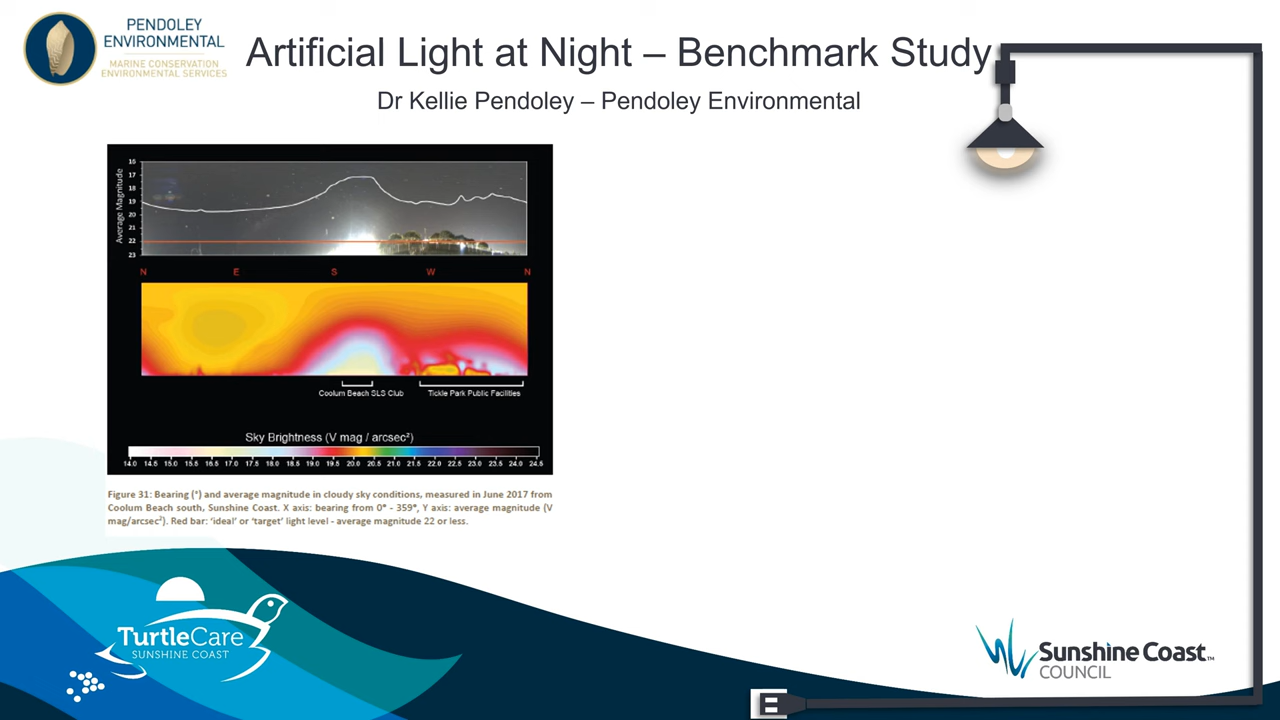 PENDOLEY
ENVIRONMENTAL
MARINE CONSERVATION
ENVIRONMENTAL SERVICES
Artificial Light at Night – Benchmark Study
Dr Kellie Pendoley – Pendoley Environmental
Average Magnitude
16
17
18
19
20
21
22
23
N E S W N
Coolum Beach SLS Club Tickle Park Public Facilities
Sky Brightness (V mag / arcsec²)
14.0 14.5 15.0 15.5 16.5 17.0 17.5 18.0 18.5 19.0 19.5 20.0 20.5 21.0 21.5 22.0 22.5 23.0 23.5 24.0 24.5
Figure 31: Bearing (°) and average magnitude in cloudy sky conditions, measured in June 2017 from
Coolum Beach south, Sunshine Coast. X axis: bearing from 0° - 359°, Y axis: average magnitude (V
mag/arcsec²). Red bar: 'ideal' or 'target' light level - average magnitude 22 or less.
TurtleCare
SUNSHINE COAST
Sunshine Coast™
COUNCIL